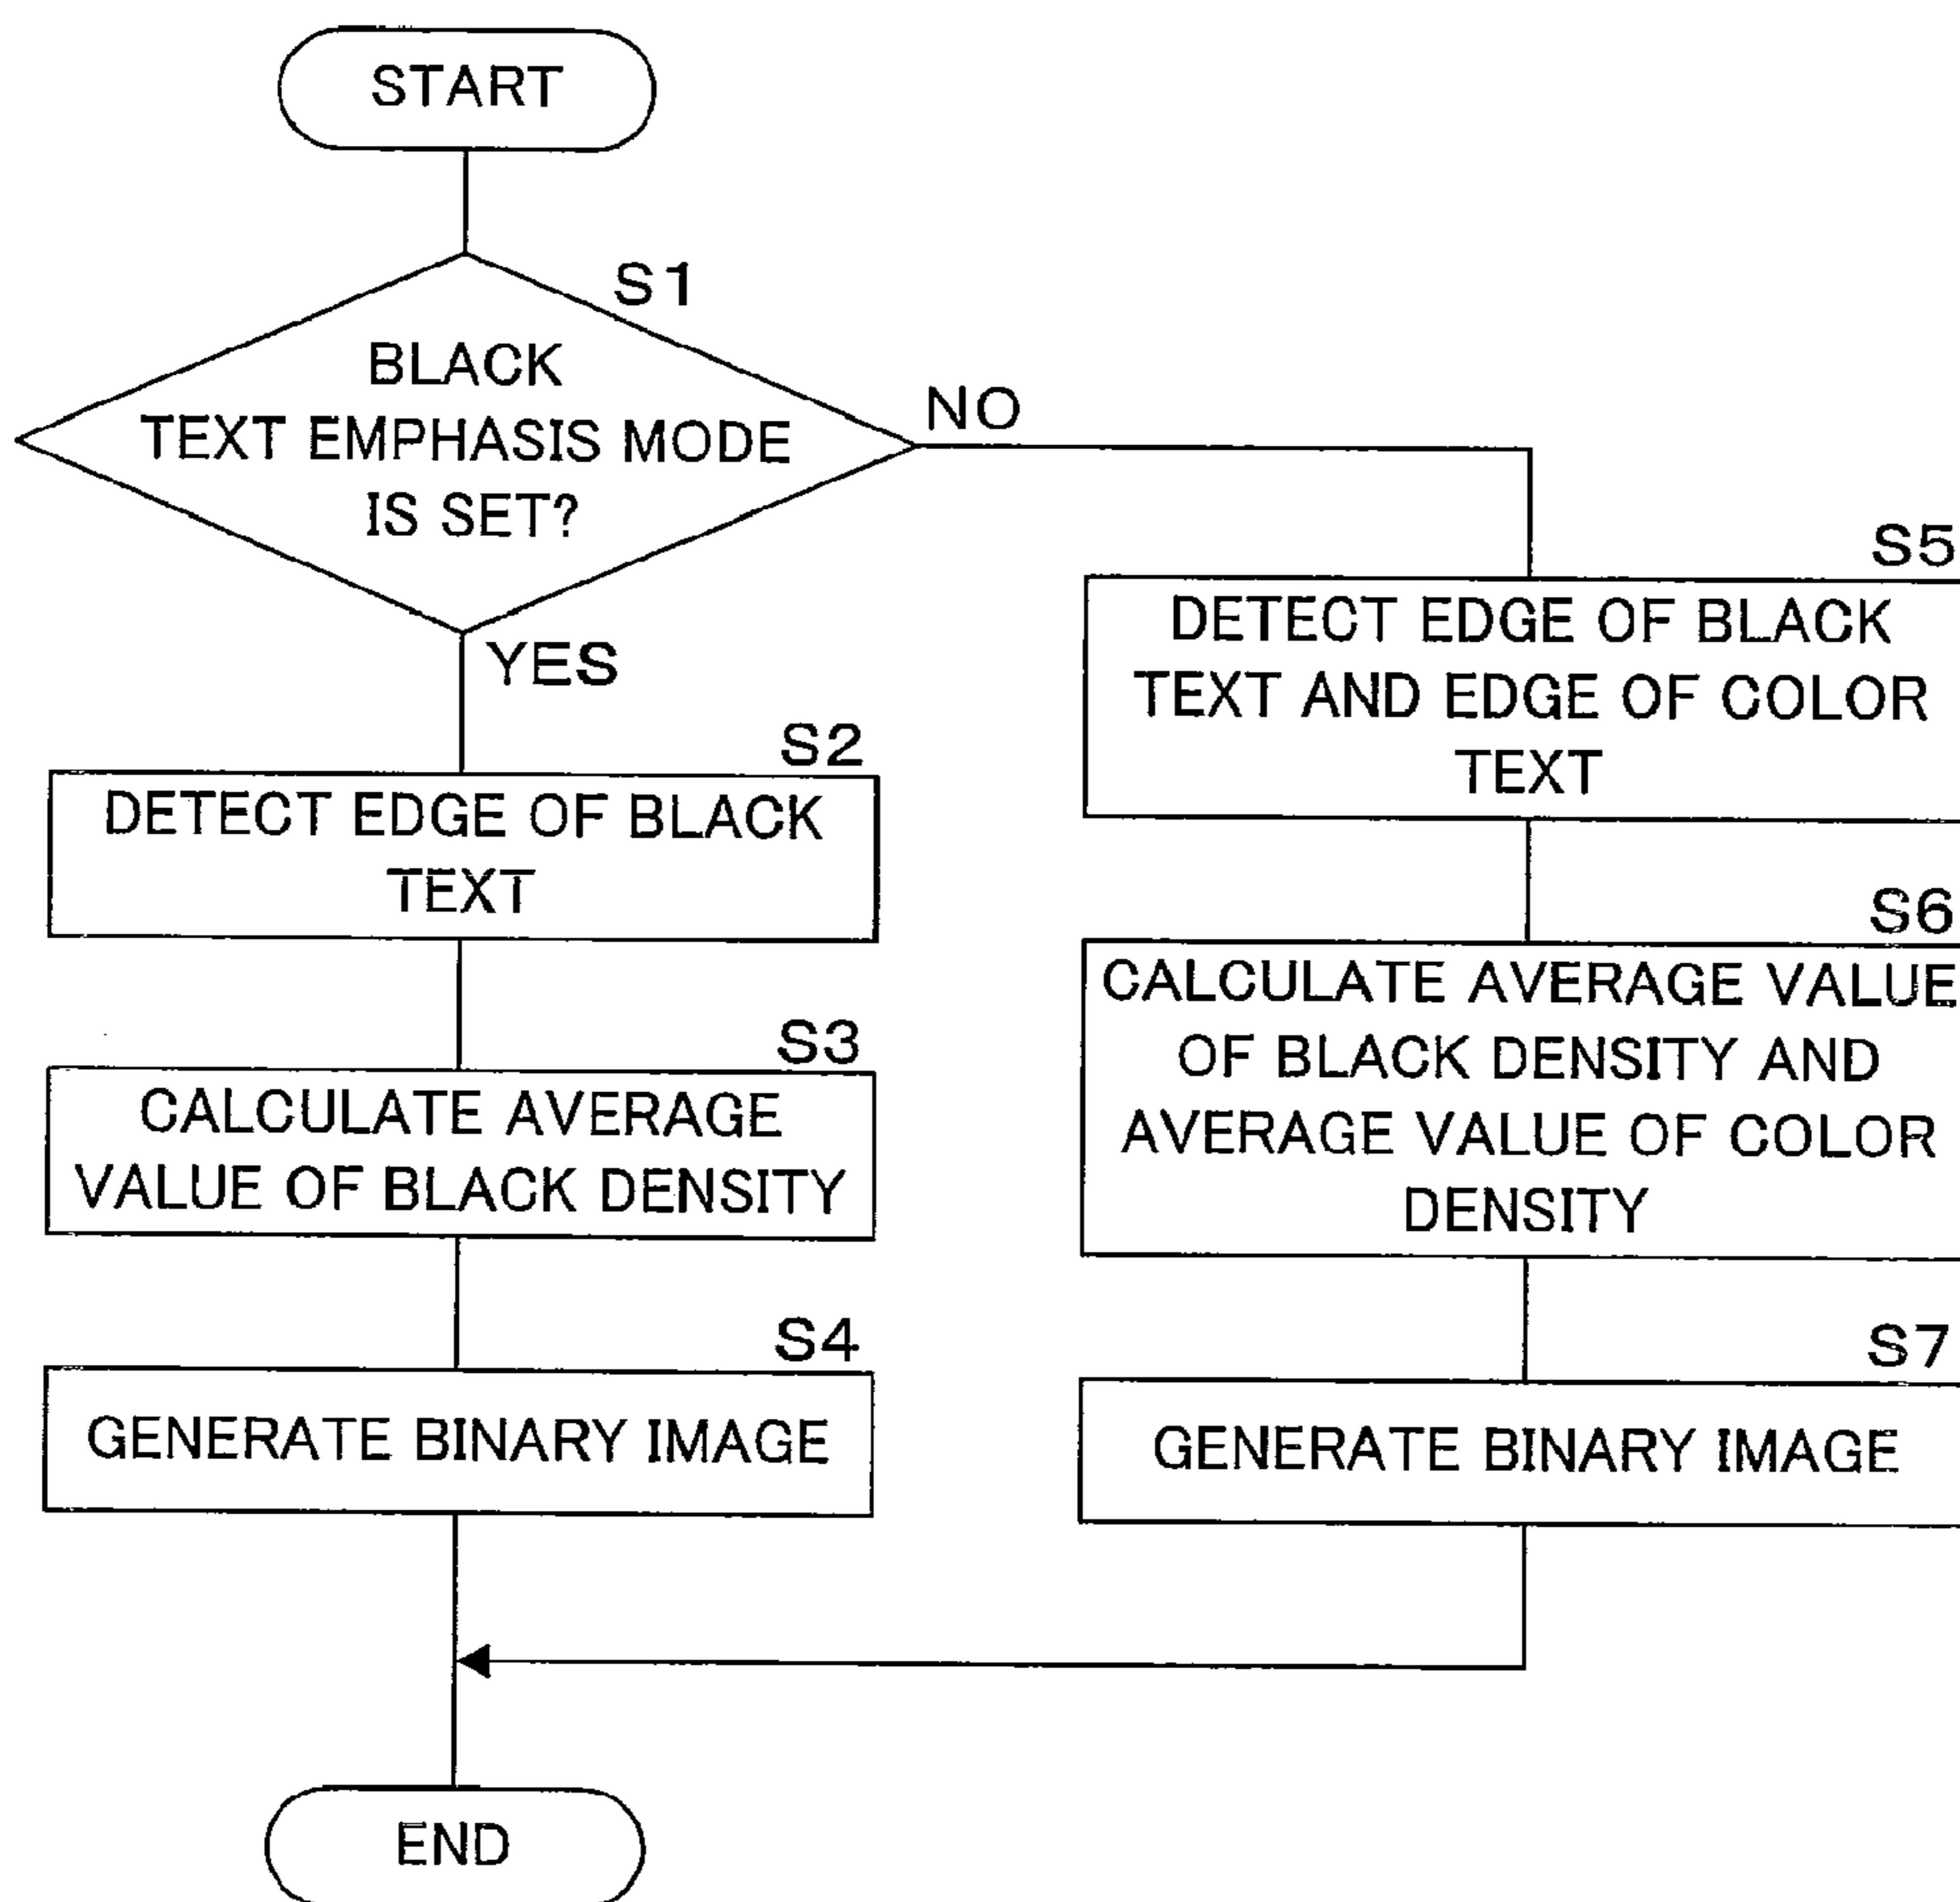 START
S1
BLACK
TEXT EMPHASIS MODE
IS SET?
NO
YES
S2
DETECT EDGE OF BLACK
TEXT
S3
CALCULATE AVERAGE
VALUE OF BLACK DENSITY
S4
GENERATE BINARY IMAGE
S5
DETECT EDGE OF BLACK
TEXT AND EDGE OF COLOR
TEXT
S6
CALCULATE AVERAGE VALUE
OF BLACK DENSITY AND
AVERAGE VALUE OF COLOR
DENSITY
S7
GENERATE BINARY IMAGE
END